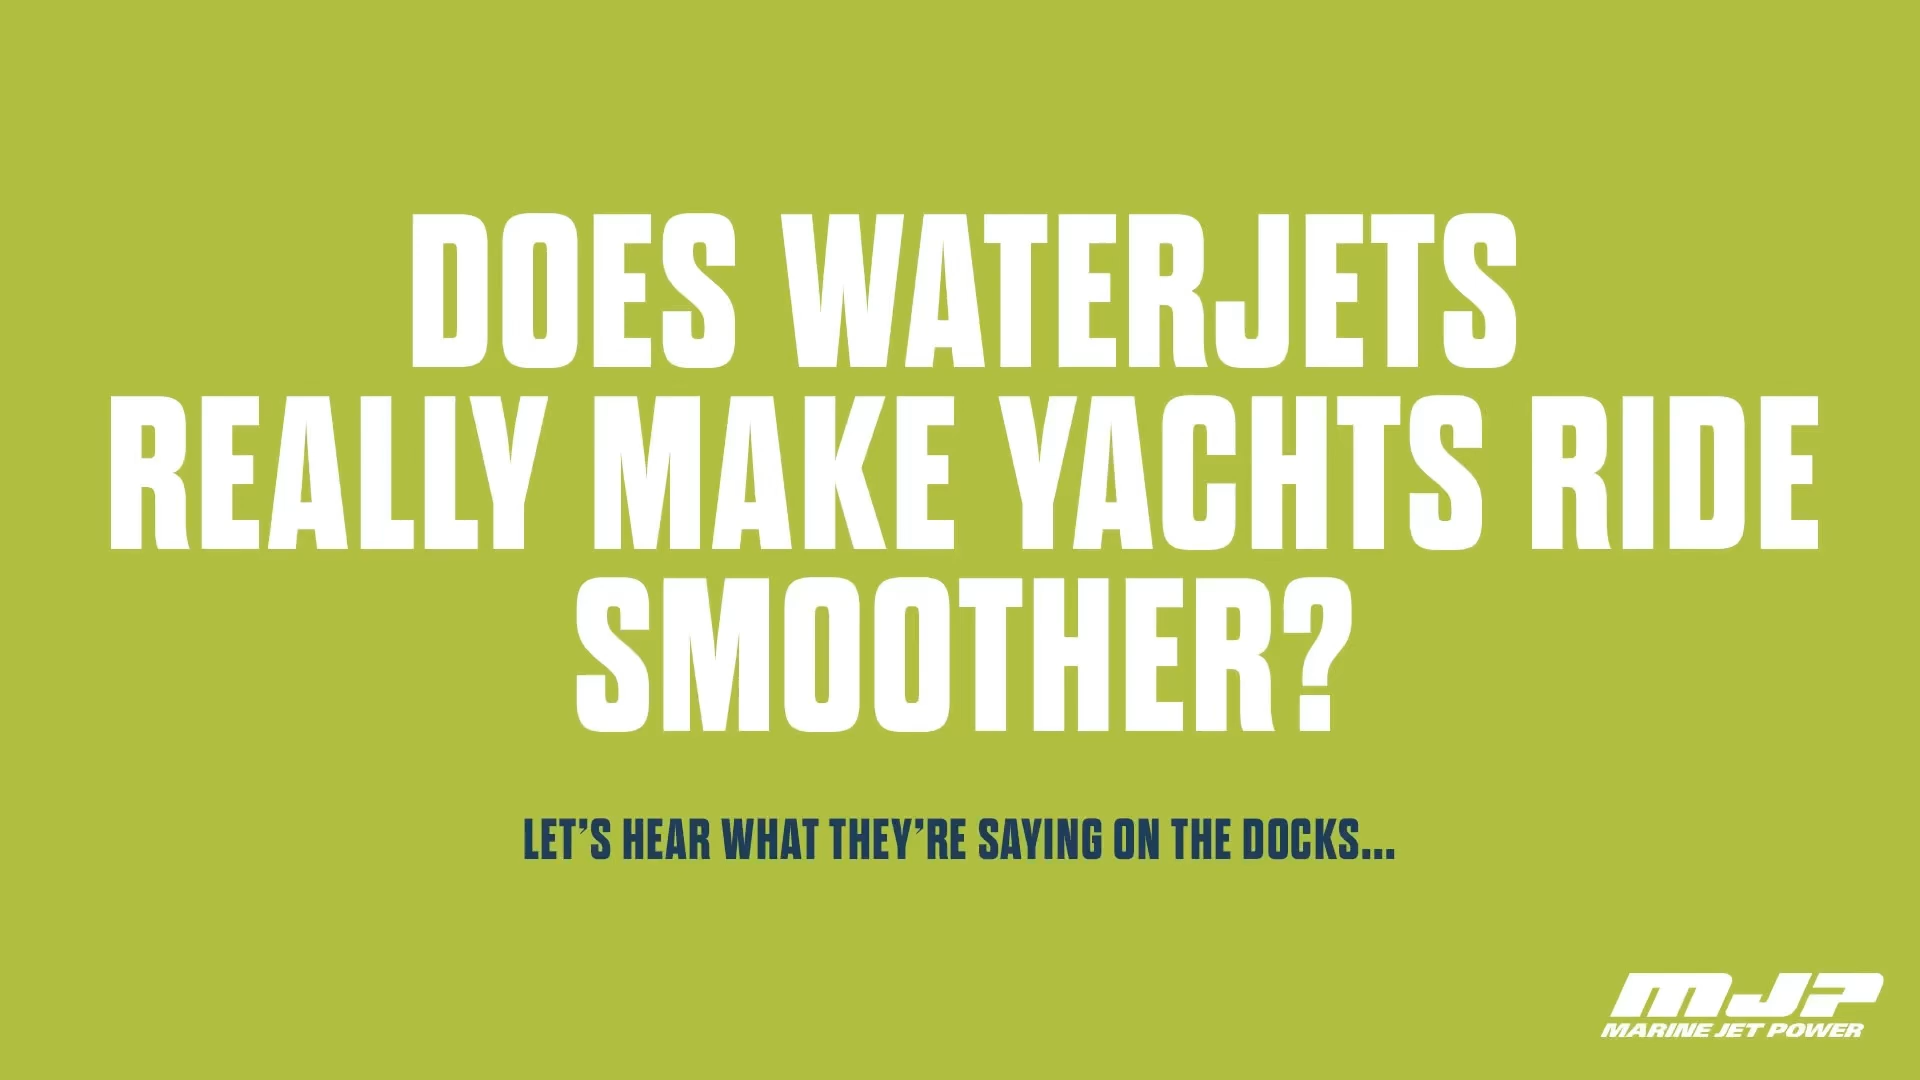 DOES WATERJETS
REALLY MAKE YACHTS RIDE
SMOOTHER?
LET'S HEAR WHAT THEY'RE SAYING ON THE DOCKS...
MJP
MARINE JET POWER